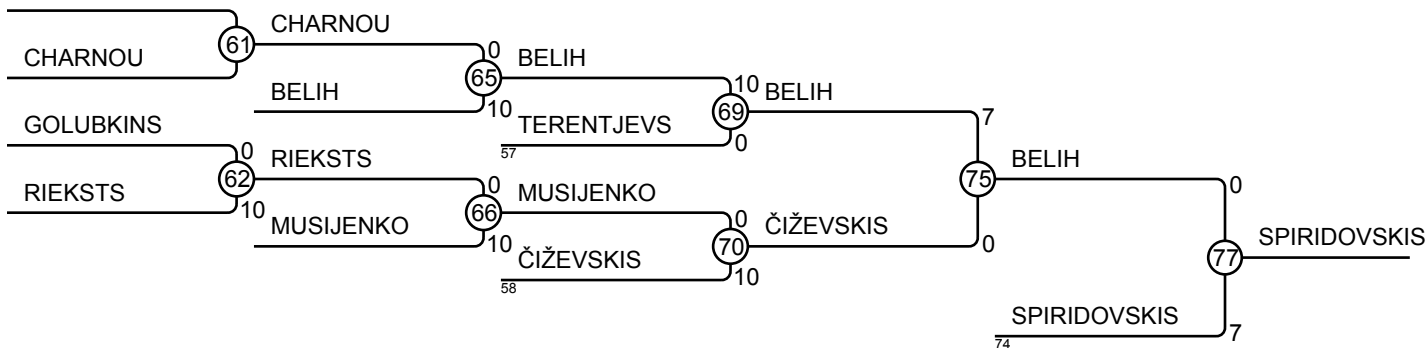 CHARNOU
61
CHARNOU
0
BELIH
65
10
BELIH
10
TERENTJEVS
57
69
0
BELIH
7
GOLUBKINS
0
RIEKSTS
62
10
RIEKSTS
0
MUSIJENKO
66
10
MUSIJENKO
0
ČIŽEVSKIS
58
70
10
ČIŽEVSKIS
0
75
BELIH
0
SPIRIDOVSKIS
74
77
7
SPIRIDOVSKIS